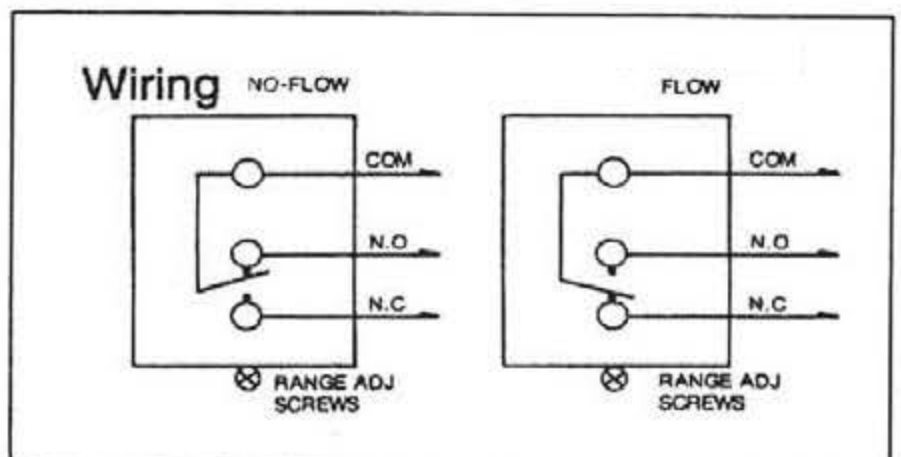 Wiring
NO-FLOW
FLOW
COM
N.O
N.C
RANGE ADJ
SCREWS
COM
N.O
N.C
RANGE ADJ
SCREWS